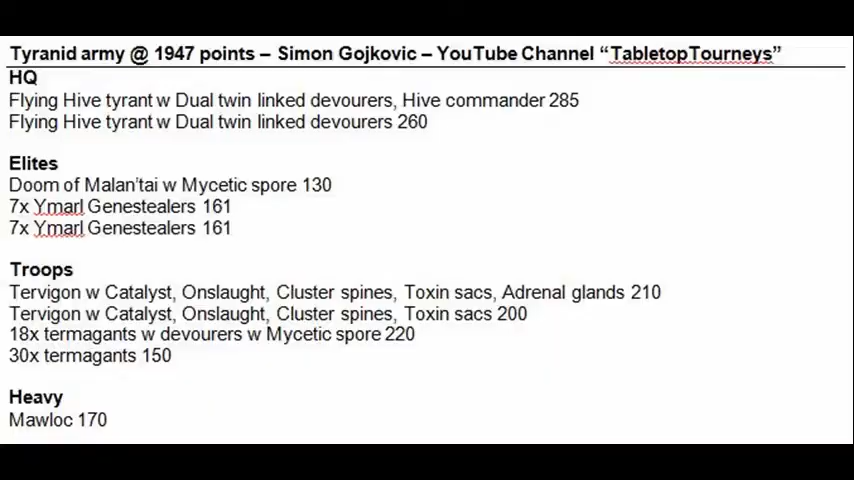 Tyranid army @ 1947 points – Simon Gojkovic – YouTube Channel “TabletopTourneys”
HQ
Flying Hive tyrant w Dual twin linked devourers, Hive commander 285
Flying Hive tyrant w Dual twin linked devourers 260
Elites
Doom of Malan’tai w Mycetic spore 130
7x Ymarl Genestealers 161
7x Ymarl Genestealers 161
Troops
Tervigon w Catalyst, Onslaught, Cluster spines, Toxin sacs, Adrenal glands 210
Tervigon w Catalyst, Onslaught, Cluster spines, Toxin sacs 200
18x termagants w devourers w Mycetic spore 220
30x termagants 150
Heavy
Mawloc 170